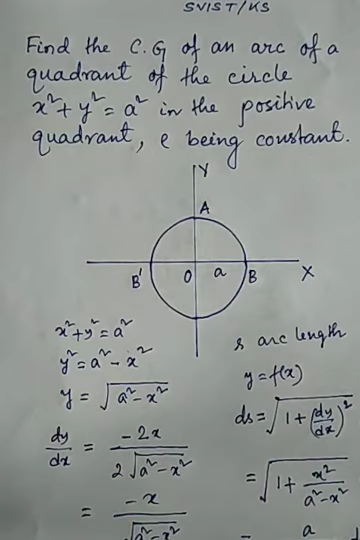 SVIST/KS
Find the C.G of an arc of a
quadrant of the circle
x²+y²=a² in the positive
quadrant, e being constant.
Y
A
B' O a B X
x²+y²=a²
y²=a²-x²
y = √(a²-x²)
dy/dx = -2x / 2√(a²-x²)
= -x / √(a²-x²)
s arc length
y=f(x)
ds=√(1+(dy/dx)²)
=√(1+x²/(a²-x²))
= a